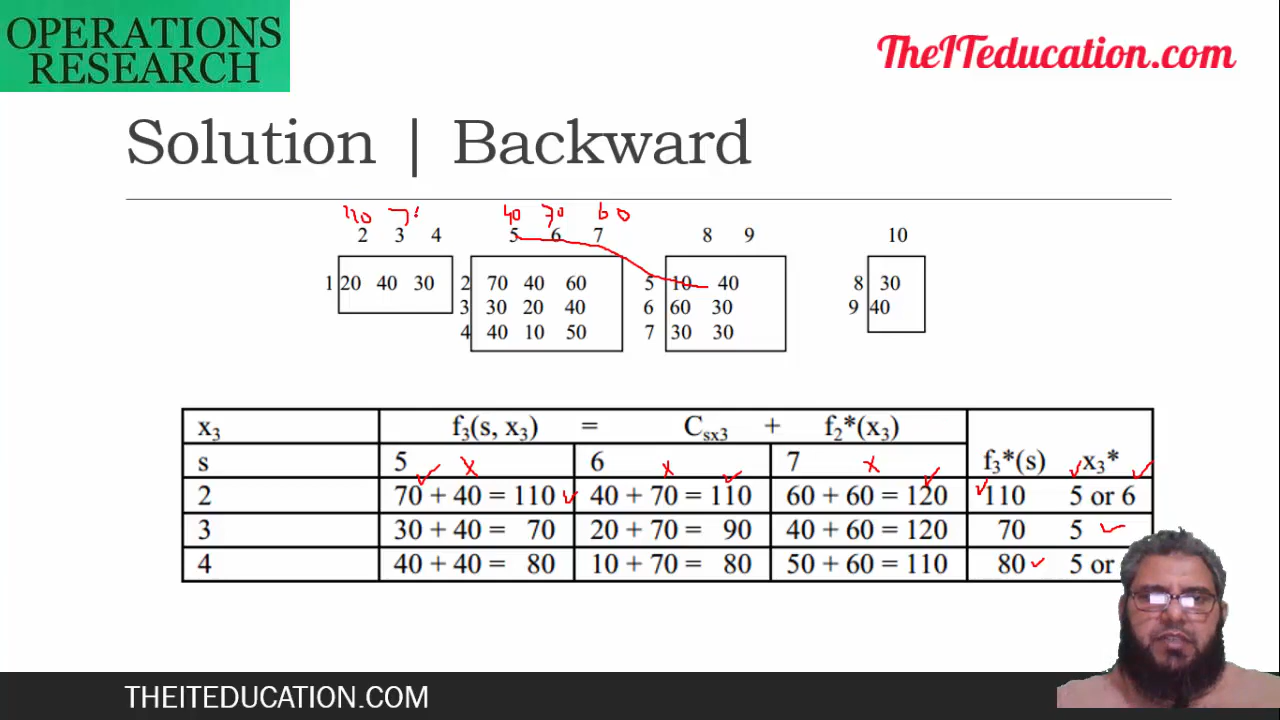 OPERATIONS
RESEARCH
TheITeducation.com
Solution | Backward
110 40 70 60
2 3 4 5 6 7 8 9 10
1 20 40 30 2 70 40 60 5 10 40 8 30
3 30 20 40 6 60 30 9 40
4 40 10 50 7 30 30
x3 f3(s, x3) = Csx3 + f2*(x3)
s 5 6 7 f3*(s) x3*
2 70 + 40 = 110 40 + 70 = 110 60 + 60 = 120 110 5 or 6
3 30 + 40 = 70 20 + 70 = 90 40 + 60 = 120 70 5
4 40 + 40 = 80 10 + 70 = 80 50 + 60 = 110 80 5 or
THEITEDUCATION.COM